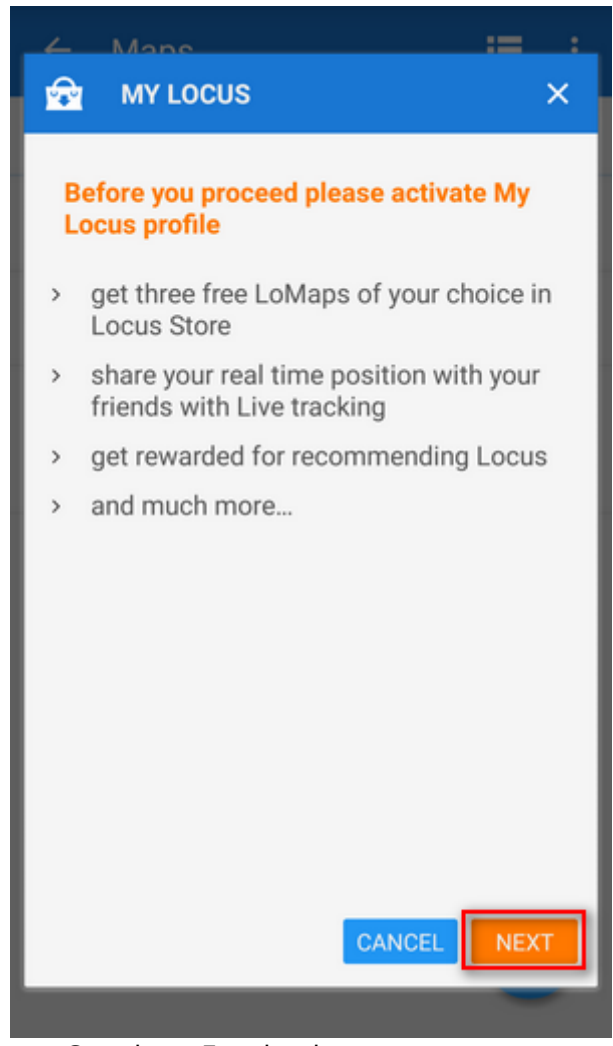 Maps
MY LOCUS
Before you proceed please activate My
Locus profile
> get three free LoMaps of your choice in
Locus Store
> share your real time position with your
friends with Live tracking
> get rewarded for recommending Locus
> and much more…
CANCEL NEXT